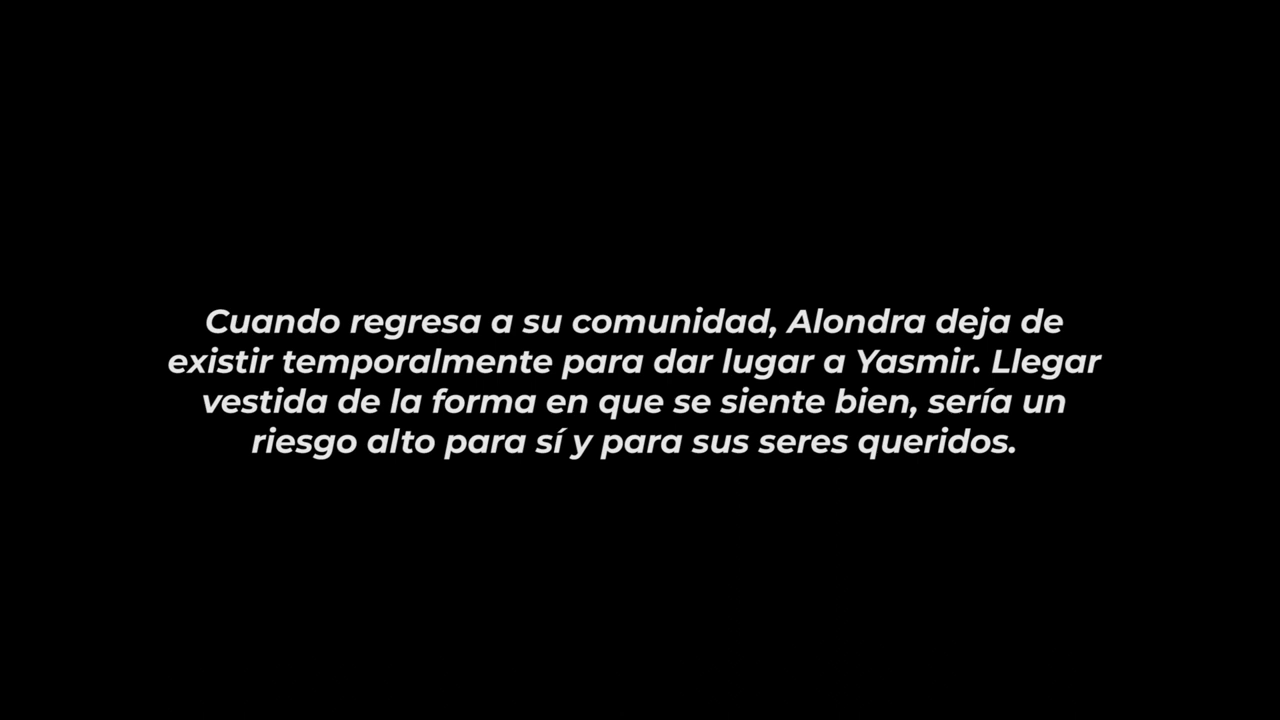 Cuando regresa a su comunidad, Alondra deja de
existir temporalmente para dar lugar a Yasmir. Llegar
vestida de la forma en que se siente bien, sería un
riesgo alto para sí y para sus seres queridos.